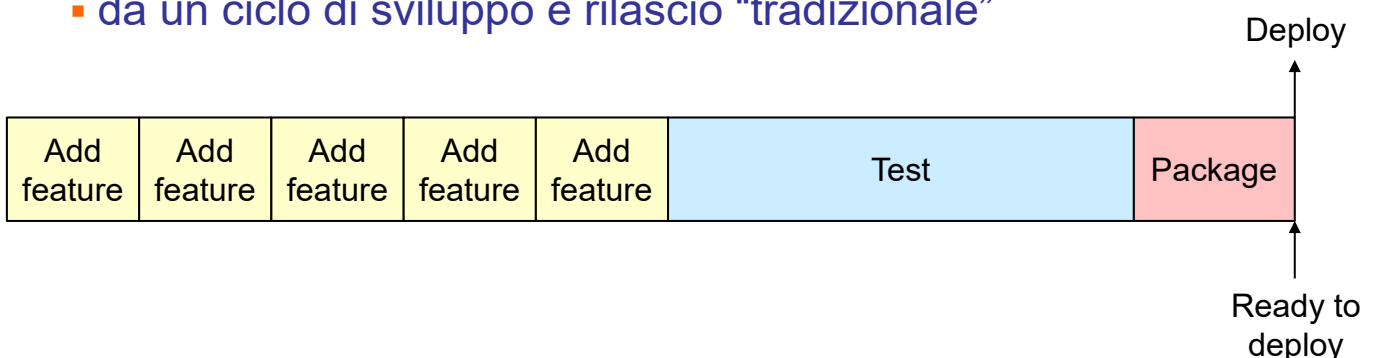 ▪ da un ciclo di sviluppo e rilascio “tradizionale”
Deploy
Add
feature
Add
feature
Add
feature
Add
feature
Add
feature
Test
Package
Ready to
deploy